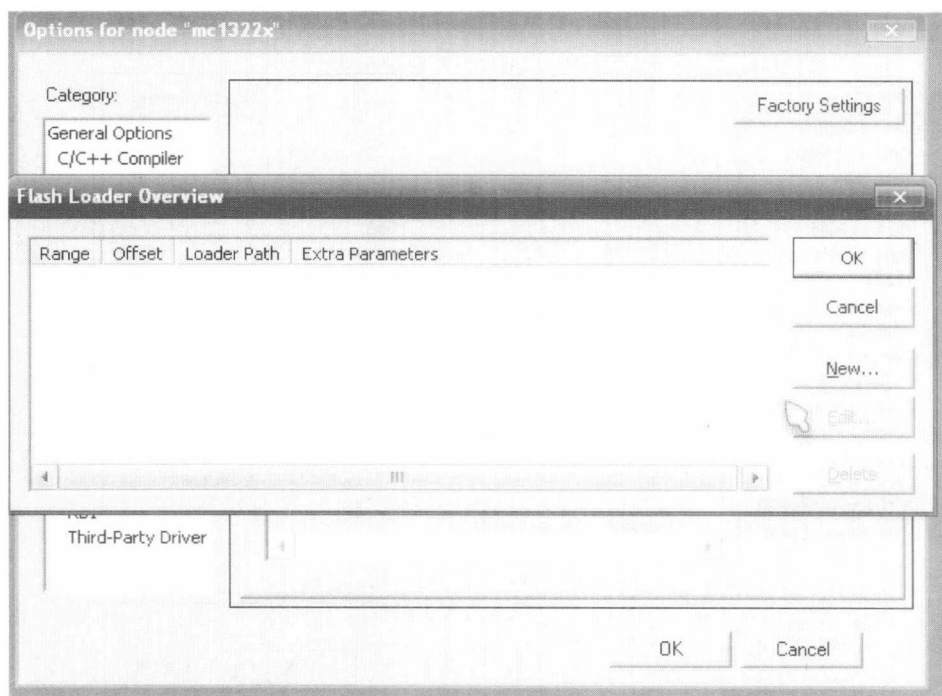 Options for node "mc1322x"
Category:
Factory Settings
General Options
C/C++ Compiler
Flash Loader Overview
Range Offset Loader Path Extra Parameters
OK
Cancel
New...
Edit...
Delete
Third-Party Driver
OK Cancel